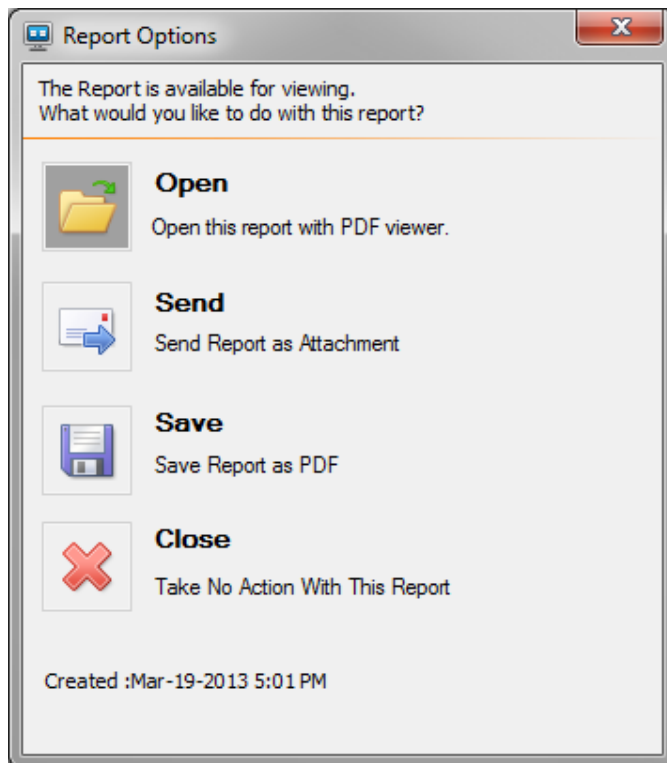 Report Options
The Report is available for viewing.
What would you like to do with this report?
Open
Open this report with PDF viewer.
Send
Send Report as Attachment
Save
Save Report as PDF
Close
Take No Action With This Report
Created :Mar-19-2013 5:01 PM